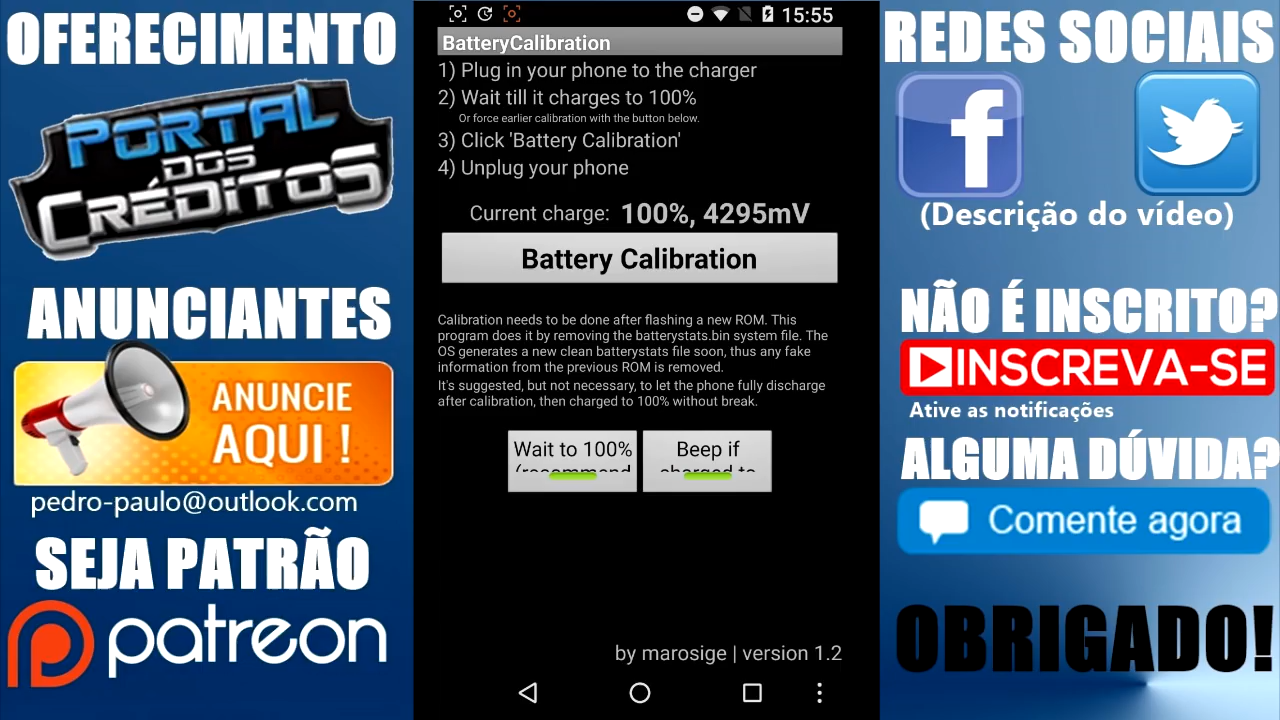 OFERECIMENTO
PORTAL
DOS
CRÉDITOS
ANUNCIANTES
ANUNCIE
AQUI !
pedro-paulo@outlook.com
SEJA PATRÃO
patreon
15:55
BatteryCalibration
1) Plug in your phone to the charger
2) Wait till it charges to 100%
Or force earlier calibration with the button below.
3) Click 'Battery Calibration'
4) Unplug your phone
Current charge: 100%, 4295mV
Battery Calibration
Calibration needs to be done after flashing a new ROM. This
program does it by removing the batterystats.bin system file. The
OS generates a new clean batterystats file soon, thus any fake
information from the previous ROM is removed.
It's suggested, but not necessary, to let the phone fully discharge
after calibration, then charged to 100% without break.
Wait to 100%
(recommend
Beep if
charged to
by marosige | version 1.2
REDES SOCIAIS
(Descrição do vídeo)
NÃO É INSCRITO?
INSCREVA-SE
Ative as notificações
ALGUMA DÚVIDA?
Comente agora
OBRIGADO!